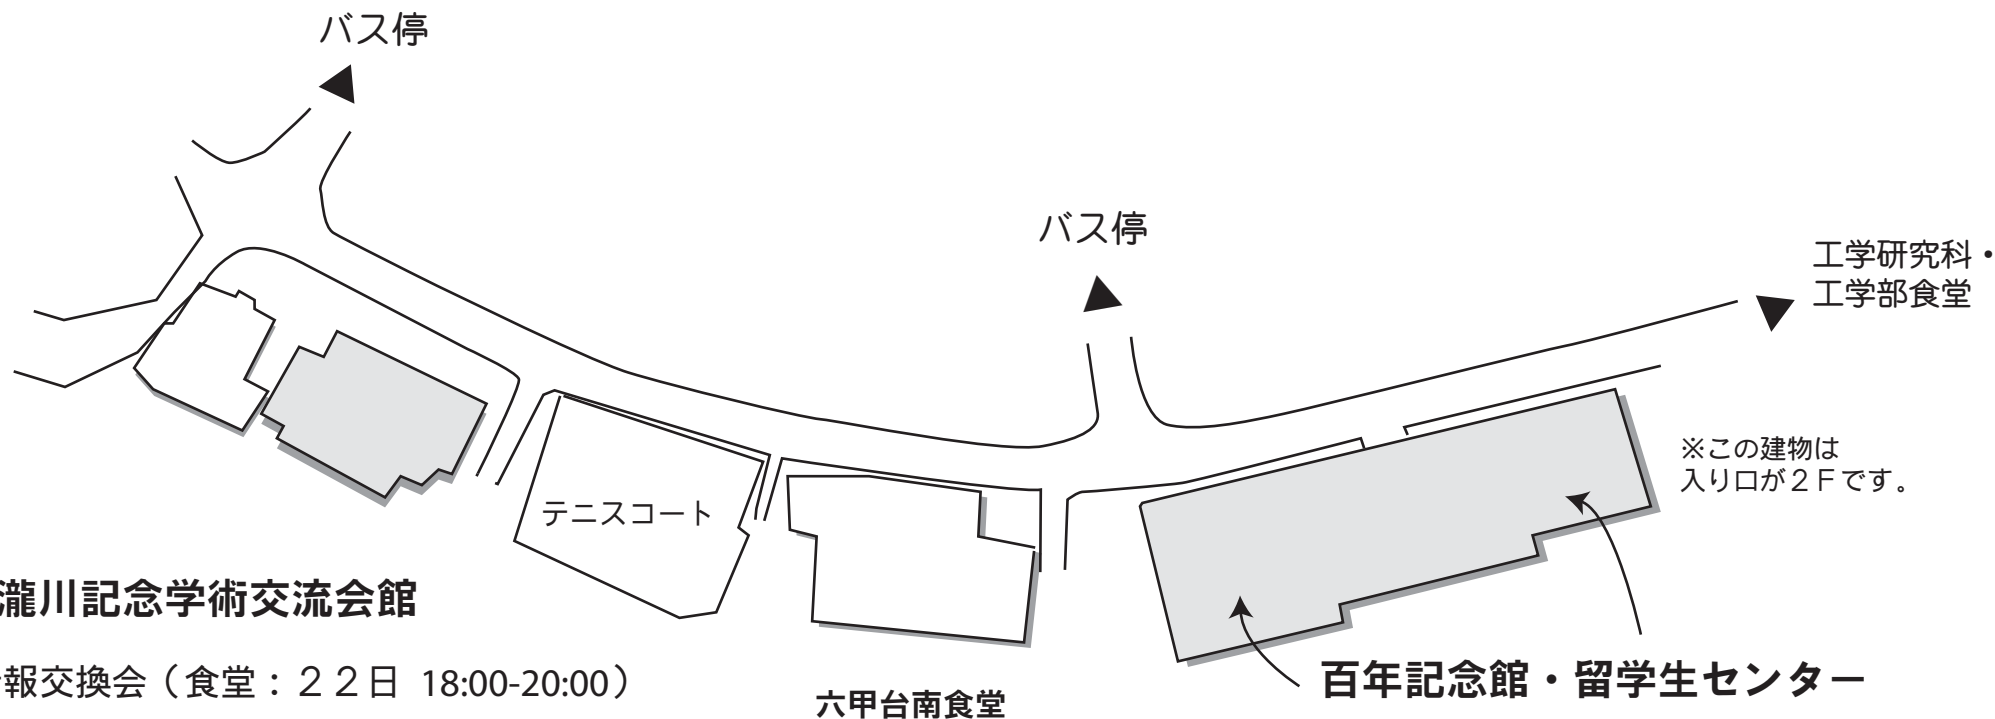 バス停
バス停
工学研究科・
工学部食堂
※この建物は
入り口が２Ｆです。
テニスコート
瀧川記念学術交流会館
報交換会（食堂：２２日 18:00-20:00）
六甲台南食堂
百年記念館・留学生センター